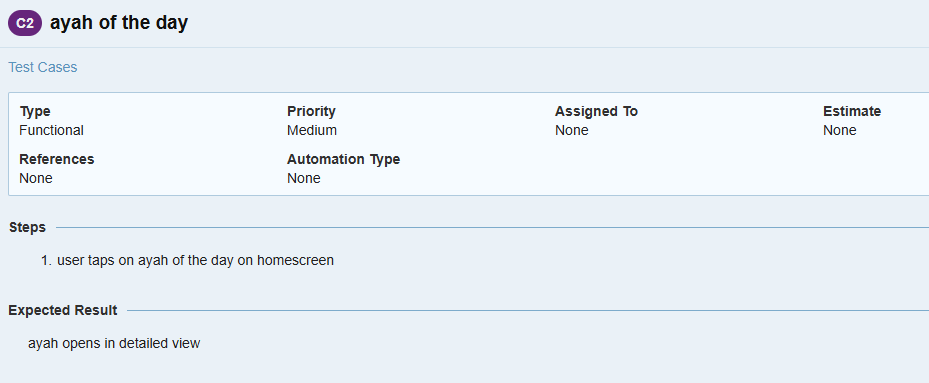 C2 ayah of the day
Test Cases
Type Priority Assigned To Estimate
Functional Medium None None
References Automation Type
None None
Steps
1. user taps on ayah of the day on homescreen
Expected Result
ayah opens in detailed view